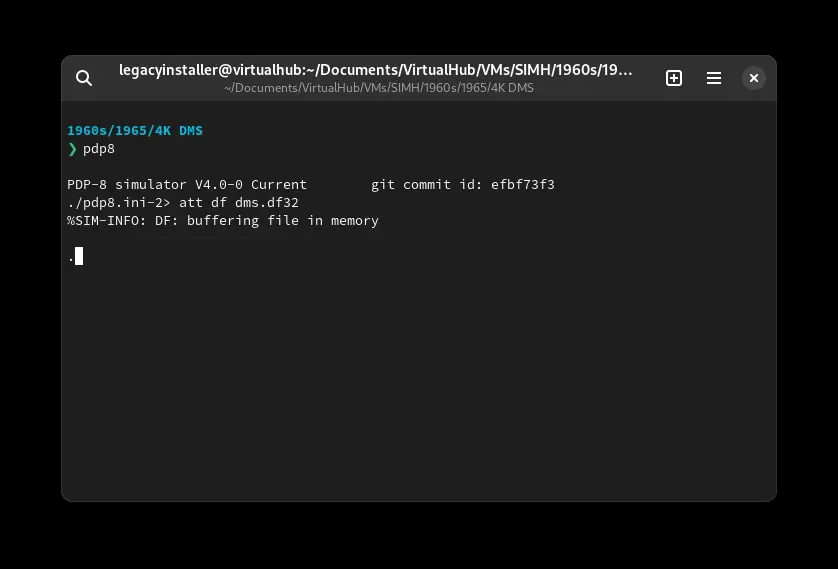 legacyinstaller@virtualhub:~/Documents/VirtualHub/VMs/SIMH/1960s/19…
~/Documents/VirtualHub/VMs/SIMH/1960s/1965/4K DMS
1960s/1965/4K DMS
❯ pdp8
PDP-8 simulator V4.0-0 Current        git commit id: efbf73f3
./pdp8.ini-2> att df dms.df32
%SIM-INFO: DF: buffering file in memory
.